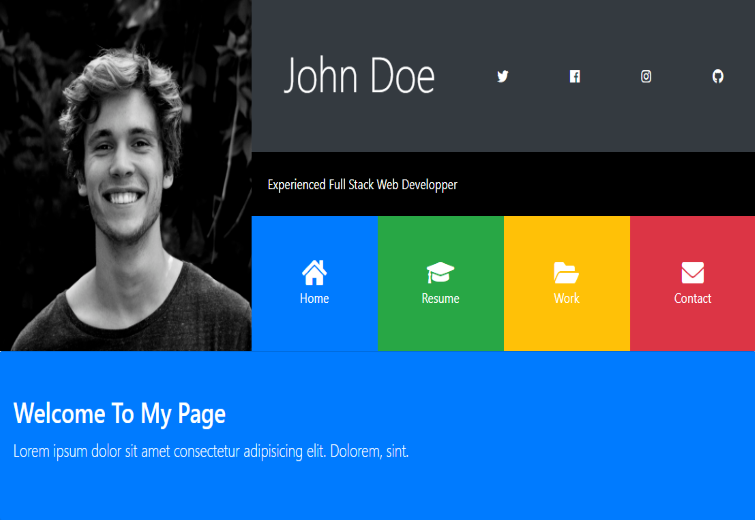 John Doe
Experienced Full Stack Web Developper
Home
Resume
Work
Contact
Welcome To My Page
Lorem ipsum dolor sit amet consectetur adipisicing elit. Dolorem, sint.